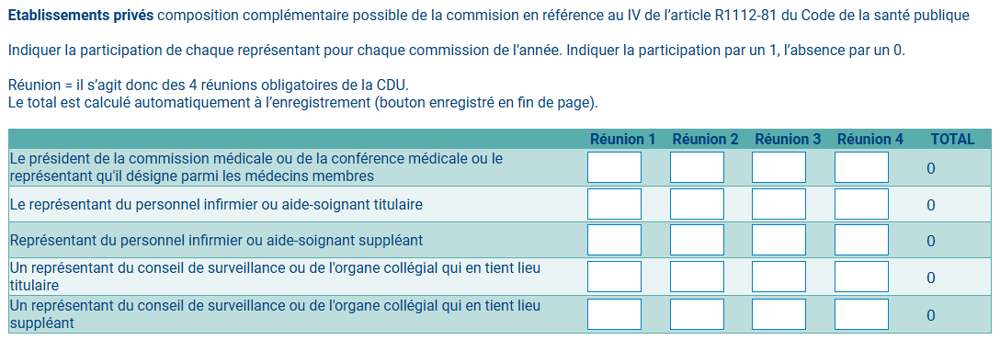 Etablissements privés composition complémentaire possible de la commision en référence au IV de l'article R1112-81 du Code de la santé publique
Indiquer la participation de chaque représentant pour chaque commission de l'année. Indiquer la participation par un 1, l'absence par un 0.
Réunion = il s'agit donc des 4 réunions obligatoires de la CDU.
Le total est calculé automatiquement à l'enregistrement (bouton enregistré en fin de page).
Réunion 1 Réunion 2 Réunion 3 Réunion 4 TOTAL
Le président de la commission médicale ou de la conférence médicale ou le
représentant qu'il désigne parmi les médecins membres
0
Le représentant du personnel infirmier ou aide-soignant titulaire 0
Représentant du personnel infirmier ou aide-soignant suppléant 0
Un représentant du conseil de surveillance ou de l'organe collégial qui en tient lieu
titulaire
0
Un représentant du conseil de surveillance ou de l'organe collégial qui en tient lieu
suppléant
0